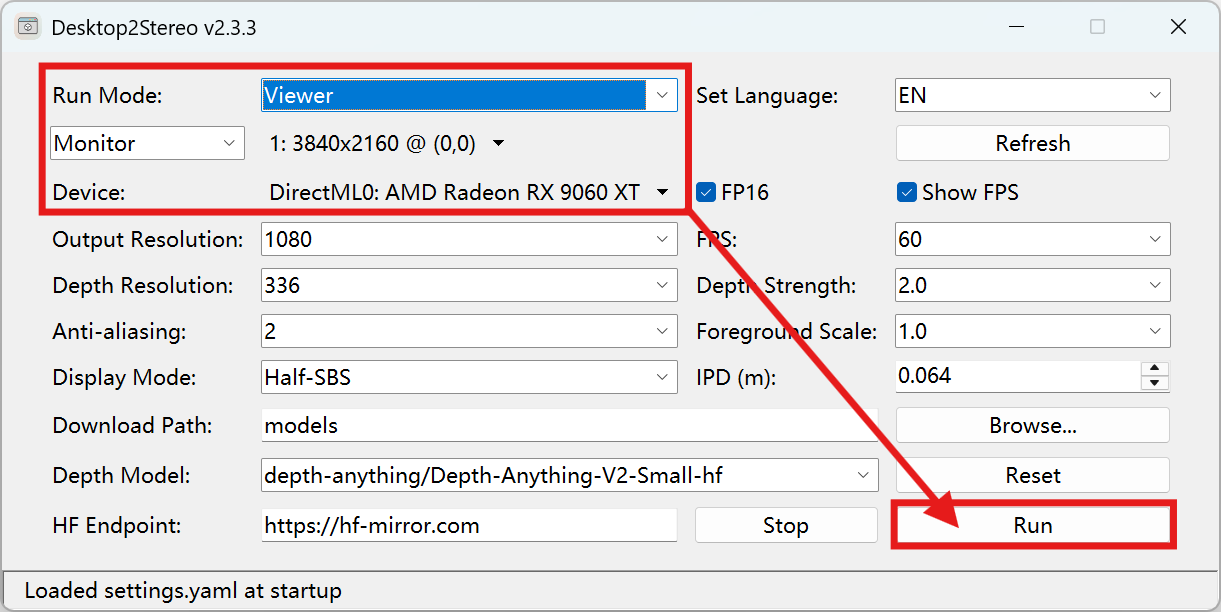 Desktop2Stereo v2.3.3
Run Mode: Viewer Set Language: EN
Monitor 1: 3840x2160 @ (0,0) Refresh
Device: DirectML0: AMD Radeon RX 9060 XT FP16 Show FPS
Output Resolution: 1080 FPS: 60
Depth Resolution: 336 Depth Strength: 2.0
Anti-aliasing: 2 Foreground Scale: 1.0
Display Mode: Half-SBS IPD (m): 0.064
Download Path: models Browse...
Depth Model: depth-anything/Depth-Anything-V2-Small-hf Reset
HF Endpoint: https://hf-mirror.com Stop Run
Loaded settings.yaml at startup